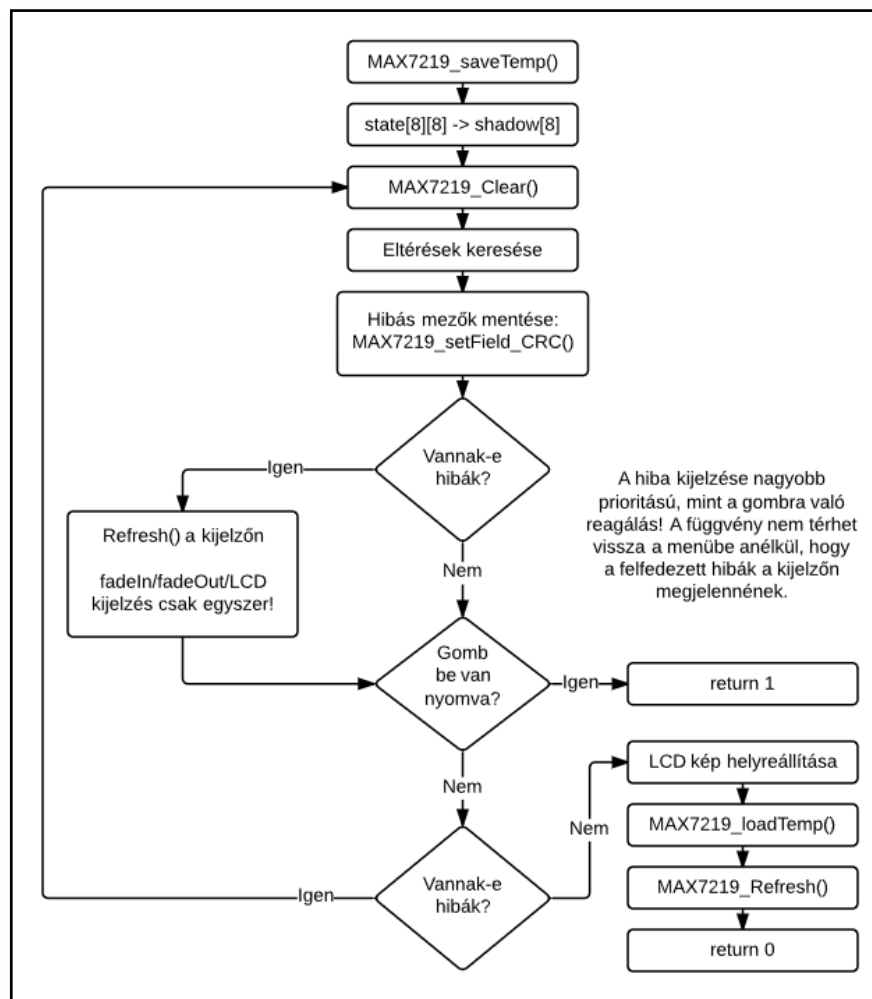 MAX7219_saveTemp()
state[8][8] -> shadow[8]
MAX7219_Clear()
Eltérések keresése
Hibás mezők mentése:
MAX7219_setField_CRC()
Vannak-e
hibák?
Igen
Nem
Refresh() a kijelzőn
fadeIn/fadeOut/LCD
kijelzés csak egyszer!
A hiba kijelzése nagyobb
prioritású, mint a gombra való
reagálás! A függvény nem térhet
vissza a menübe anélkül, hogy
a felfedezett hibák a kijelzőn
megjelennének.
Gomb
be van
nyomva?
Igen
return 1
Nem
Vannak-e
hibák?
Igen
Nem
LCD kép helyreállítása
MAX7219_loadTemp()
MAX7219_Refresh()
return 0